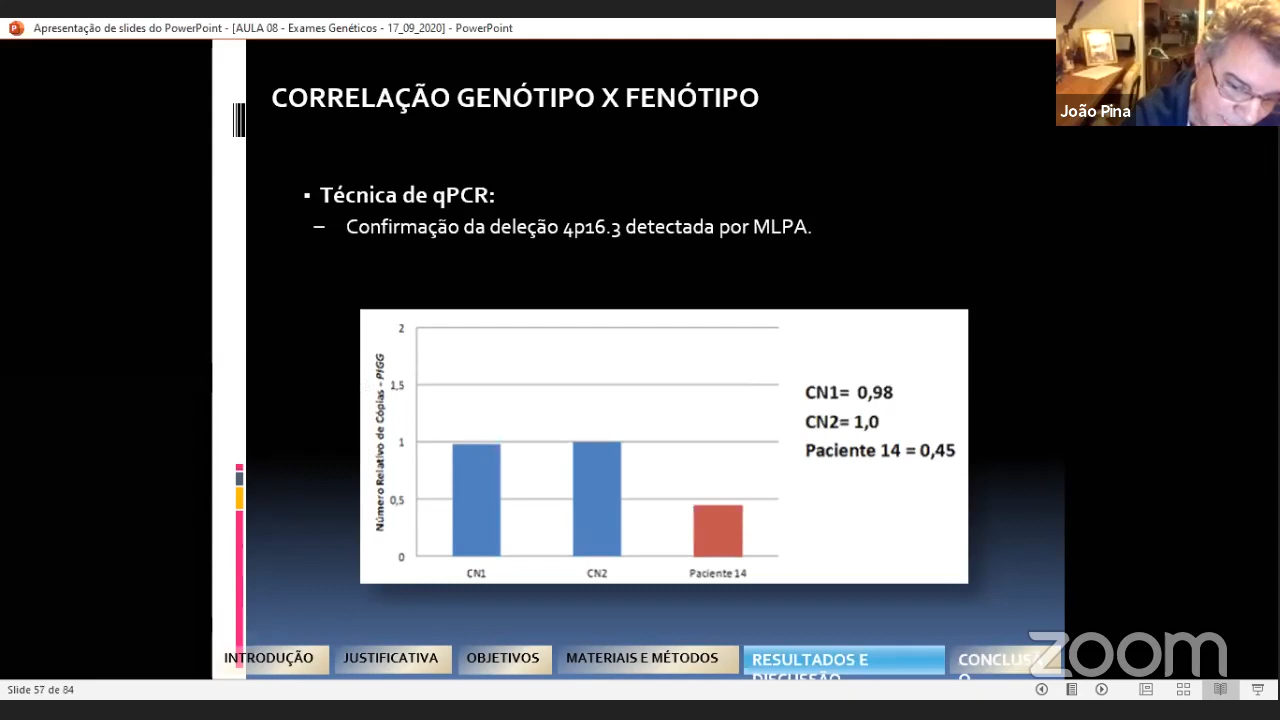 Apresentação de slides do PowerPoint - [AULA 08 - Exames Genéticos - 17_09_2020] - PowerPoint
João Pina
CORRELAÇÃO GENÓTIPO X FENÓTIPO
▪ Técnica de qPCR:
– Confirmação da deleção 4p16.3 detectada por MLPA.
Número Relativo de Cópias - PIGG
2
1,5
1
0,5
0
CN1
CN2
Paciente 14
CN1= 0,98
CN2= 1,0
Paciente 14 = 0,45
INTRODUÇÃO
JUSTIFICATIVA
OBJETIVOS
MATERIAIS E MÉTODOS
RESULTADOS E
DISCUSSÃO
CONCLUSÃ
O
zoom
Slide 57 de 84